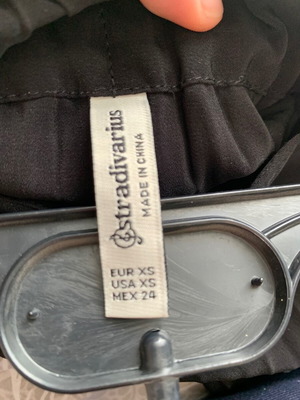 stradivarius
MADE IN CHINA
EUR XS
USA XS
MEX 24